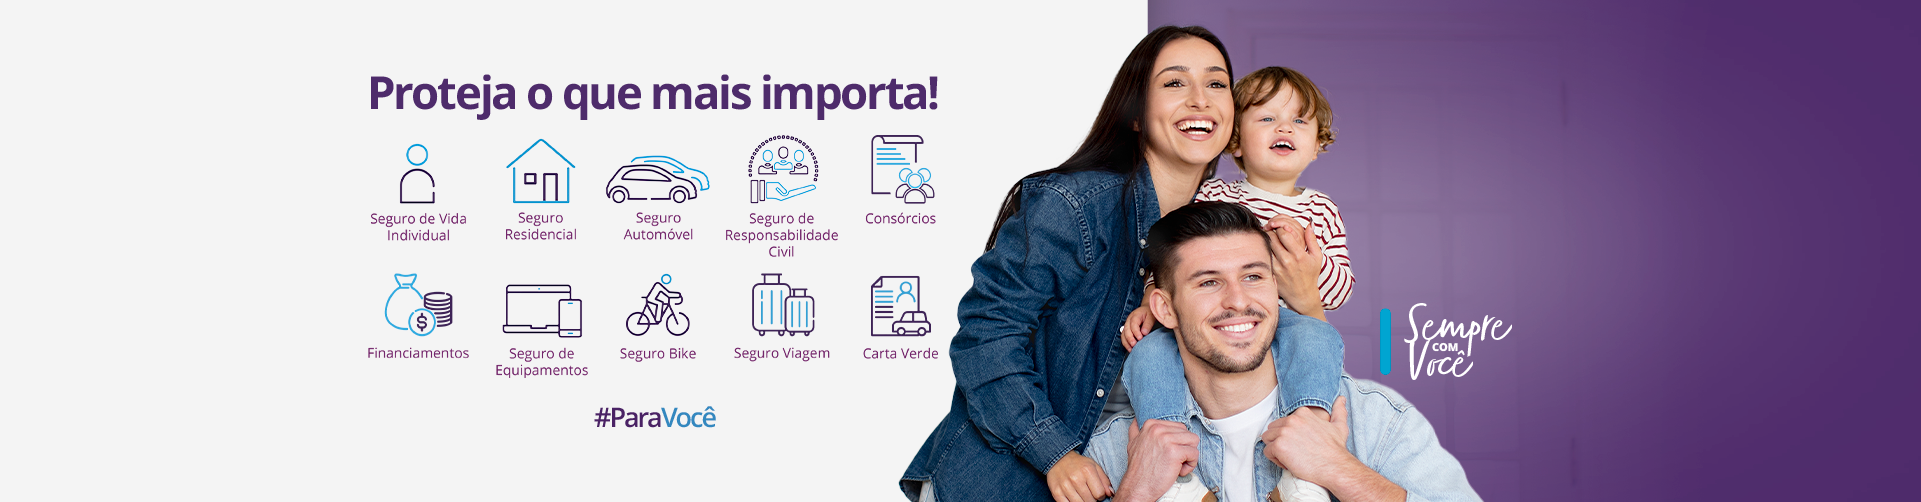 Proteja o que mais importa!
Seguro de Vida
Individual
Seguro
Residencial
Seguro
Automóvel
Seguro de
Responsabilidade
Civil
Consórcios
Financiamentos
Seguro de
Equipamentos
Seguro Bike
Seguro Viagem
Carta Verde
#ParaVocê
Sempre
COM
Você
$